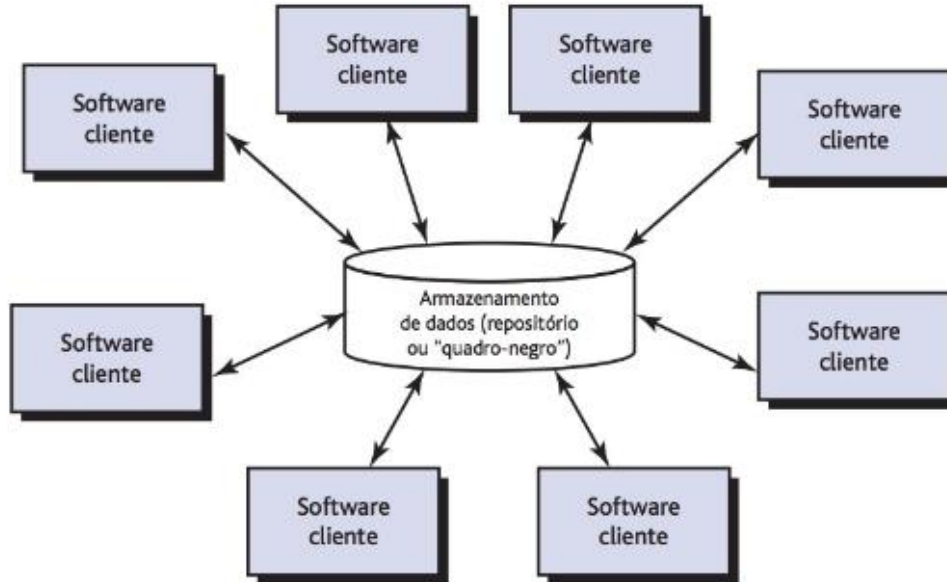 Software
cliente
Software
cliente
Software
cliente
Software
cliente
Armazenamento
de dados (repositório
ou “quadro-negro”)
Software
cliente
Software
cliente
Software
cliente
Software
cliente